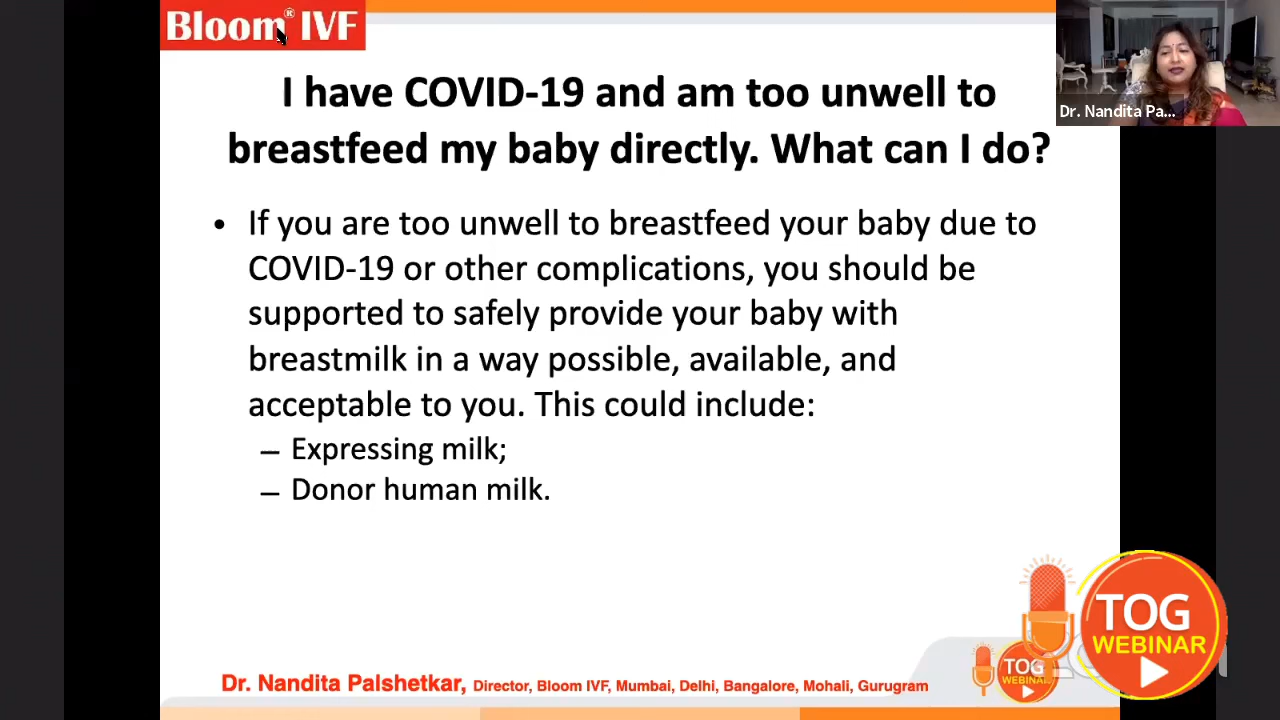 Bloom® IVF
I have COVID-19 and am too unwell to
breastfeed my baby directly. What can I do?
Dr. Nandita Pa...
• If you are too unwell to breastfeed your baby due to
COVID-19 or other complications, you should be
supported to safely provide your baby with
breastmilk in a way possible, available, and
acceptable to you. This could include:
– Expressing milk;
– Donor human milk.
TOG
WEBINAR
TOG
WEBINAR
Dr. Nandita Palshetkar, Director, Bloom IVF, Mumbai, Delhi, Bangalore, Mohali, Gurugram